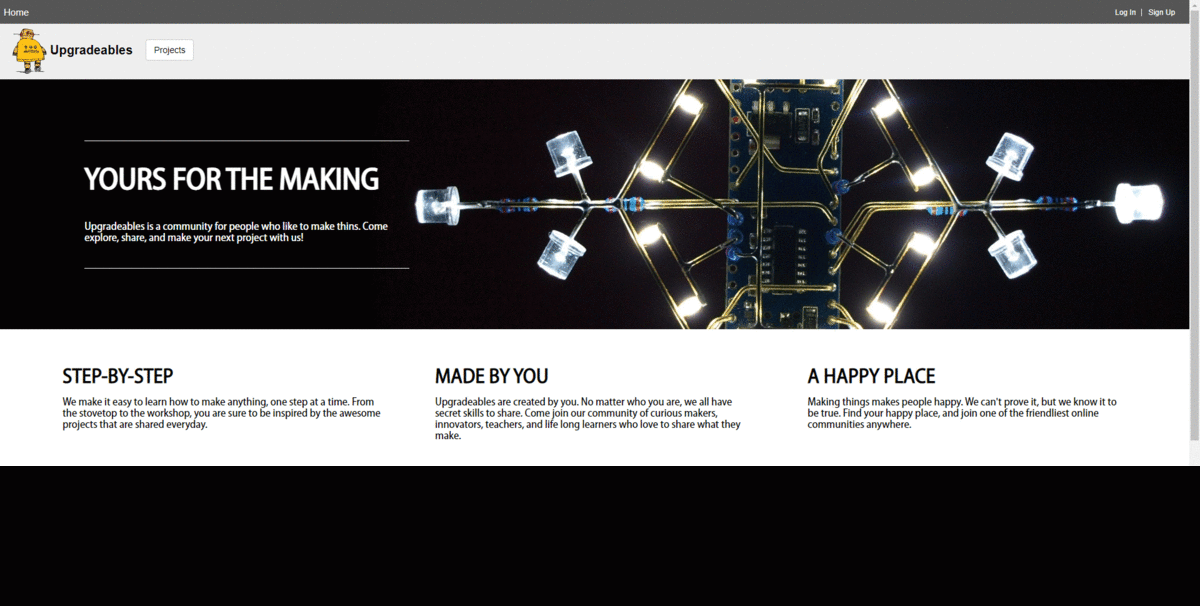 Home
Log In | Sign Up
Upgradeables
Projects
YOURS FOR THE MAKING
Upgradeables is a community for people who like to make thins. Come
explore, share, and make your next project with us!
STEP-BY-STEP
We make it easy to learn how to make anything, one step at a time. From
the stovetop to the workshop, you are sure to be inspired by the awesome
projects that are shared everyday.
MADE BY YOU
Upgradeables are created by you. No matter who you are, we all have
secret skills to share. Come join our community of curious makers,
innovators, teachers, and life long learners who love to share what they
make.
A HAPPY PLACE
Making things makes people happy. We can't prove it, but we know it to
be true. Find your happy place, and join one of the friendliest online
communities anywhere.